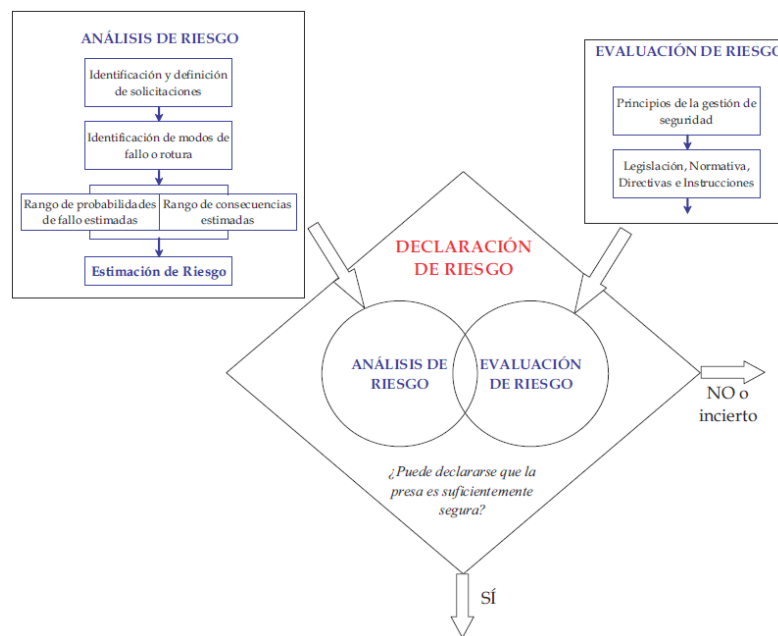 ANÁLISIS DE RIESGO
Identificación y definición
de solicitaciones
Identificación de modos de
fallo o rotura
Rango de probabilidades
de fallo estimadas
Rango de consecuencias
estimadas
Estimación de Riesgo
EVALUACIÓN DE RIESGO
Principios de la gestión de
seguridad
Legislación, Normativa,
Directivas e Instrucciones
DECLARACIÓN
DE RIESGO
ANÁLISIS DE
RIESGO
EVALUACIÓN
DE RIESGO
¿Puede declararse que la
presa es suficientemente
segura?
NO o
incierto
SÍ